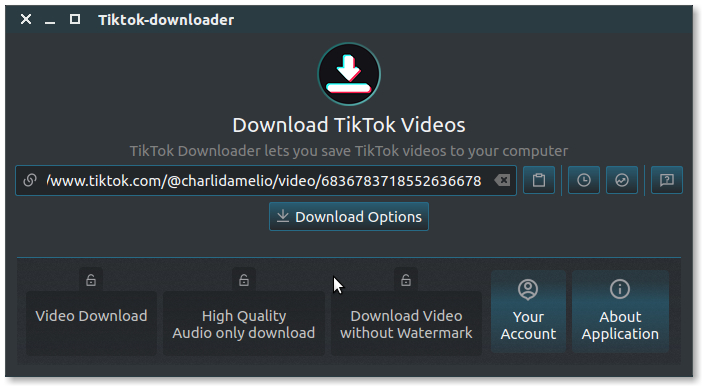 Tiktok-downloader
Download TikTok Videos
TikTok Downloader lets you save TikTok videos to your computer
/www.tiktok.com/@charlidamelio/video/6836783718552636678
Download Options
Video Download
High Quality
Audio only download
Download Video
without Watermark
Your
Account
About
Application